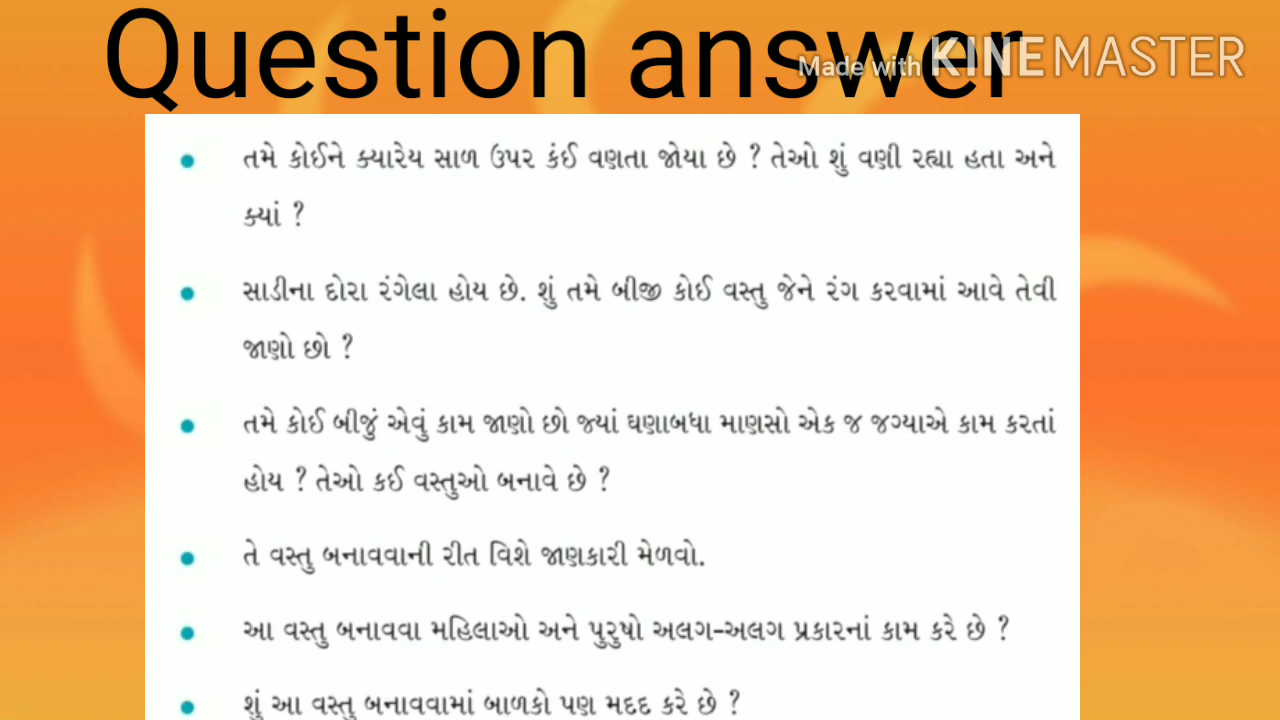 Question answer
Made with KINEMASTER
તમે કોઈને ક્યારેય સાળ ઉપર કંઈ વણતા જોયા છે ? તેઓ શું વણી રહ્યા હતા અને
ક્યાં ?
સાડીના દોરા રંગેલા હોય છે. શું તમે બીજી કોઈ વસ્તુ જેને રંગ કરવામાં આવે તેવી
જાણો છો ?
તમે કોઈ બીજું એવું કામ જાણો છો જ્યાં ઘણાબધા માણસો એક જ જગ્યાએ કામ કરતાં
હોય ? તેઓ કઈ વસ્તુઓ બનાવે છે ?
તે વસ્તુ બનાવવાની રીત વિશે જાણકારી મેળવો.
આ વસ્તુ બનાવવા મહિલાઓ અને પુરુષો અલગ-અલગ પ્રકારનાં કામ કરે છે ?
શું આ વસ્તુ બનાવવામાં બાળકો પણ મદદ કરે છે ?